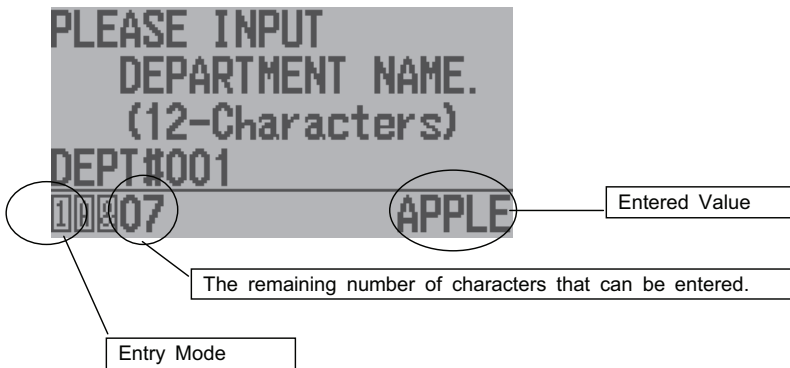 PLEASE INPUT
DEPARTMENT NAME.
(12-Characters)
DEPT#001
07 APPLE
Entered Value
The remaining number of characters that can be entered.
Entry Mode